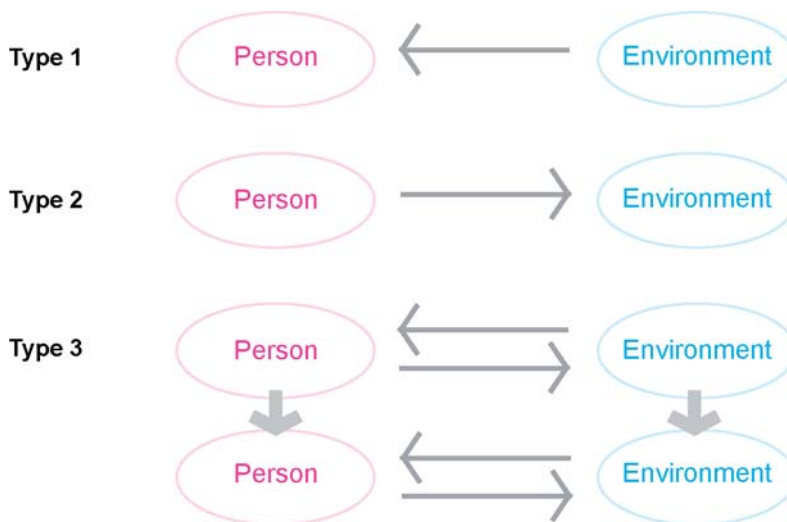 Type 1 Person Environment
Type 2 Person Environment
Type 3 Person Environment
Person Environment